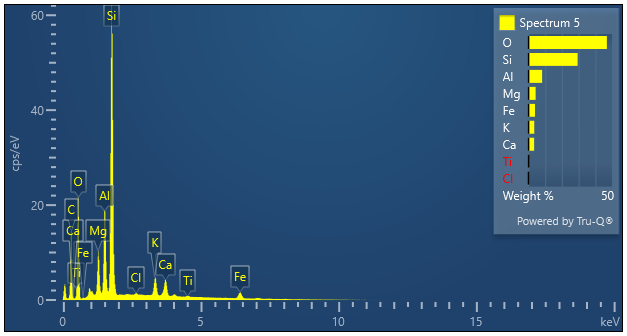 60
40
20
0
cps/eV
Si
O
Al
C
Ca
Mg
Fe
Ti
Cl
K
Ca
Ti
Fe
0
5
10
15
keV
Spectrum 5
O
Si
Al
Mg
Fe
K
Ca
Ti
Cl
Weight % 50
Powered by Tru-Q®